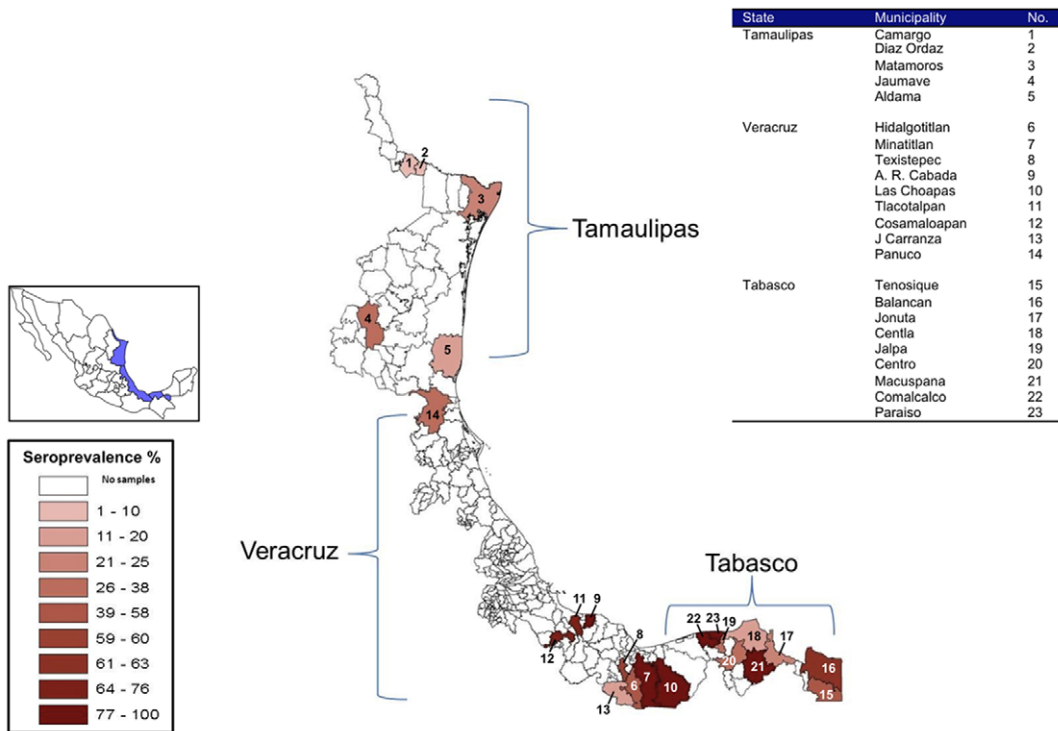 State Municipality No.
Tamaulipas Camargo 1
Diaz Ordaz 2
Matamoros 3
Jaumave 4
Aldama 5
Veracruz Hidalgotitlan 6
Minatitlan 7
Texistepec 8
A. R. Cabada 9
Las Choapas 10
Tlacotalpan 11
Cosamaloapan 12
J Carranza 13
Panuco 14
Tabasco Tenosique 15
Balancan 16
Jonuta 17
Centla 18
Jalpa 19
Centro 20
Macuspana 21
Comalcalco 22
Paraiso 23
1
2
3
Tamaulipas
4
5
14
Seroprevalence %
No samples
1 - 10
11 - 20
21 - 25
26 - 38
39 - 58
59 - 60
61 - 63
64 - 76
77 - 100
Veracruz
Tabasco
11 9
22 23 19
18 17
12
8
20
21
16
6
7
10
15
13